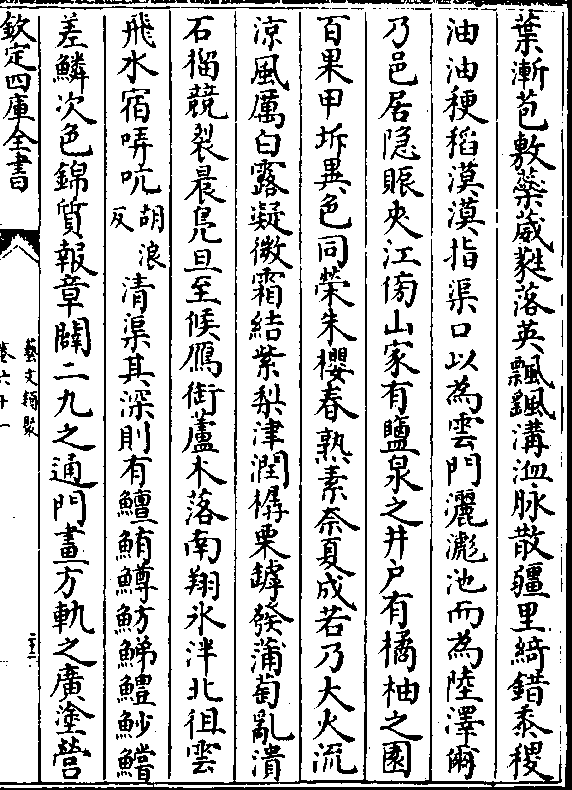 葉漸苞敷蘂葳蕤落英飄颻溝洫脉散疆里綺錯黍稷
油油稉稻漠漠指渠口以為雲門灑滮池而為陸澤爾
乃邑居隐賑夾江傍山家有鹽泉之井戶有橘柚之園
百果甲坼異色同榮朱櫻春熟素奈夏成若乃大火流
涼風厲白露凝微霜結紫梨津潤樼栗罅發蒲萄亂潰
石榴競裂晨鳬旦至候鴈銜蘆木落南翔氷泮北徂雲
飛水宿哢吭胡浪反清渠其深則有鱣鮪鱒魴鮷鱧魦鱨
差鱗次色錦質報章闢二九之通門畫方軌之廣塗營
欽定四庫全書
藝文類聚
卷六十一